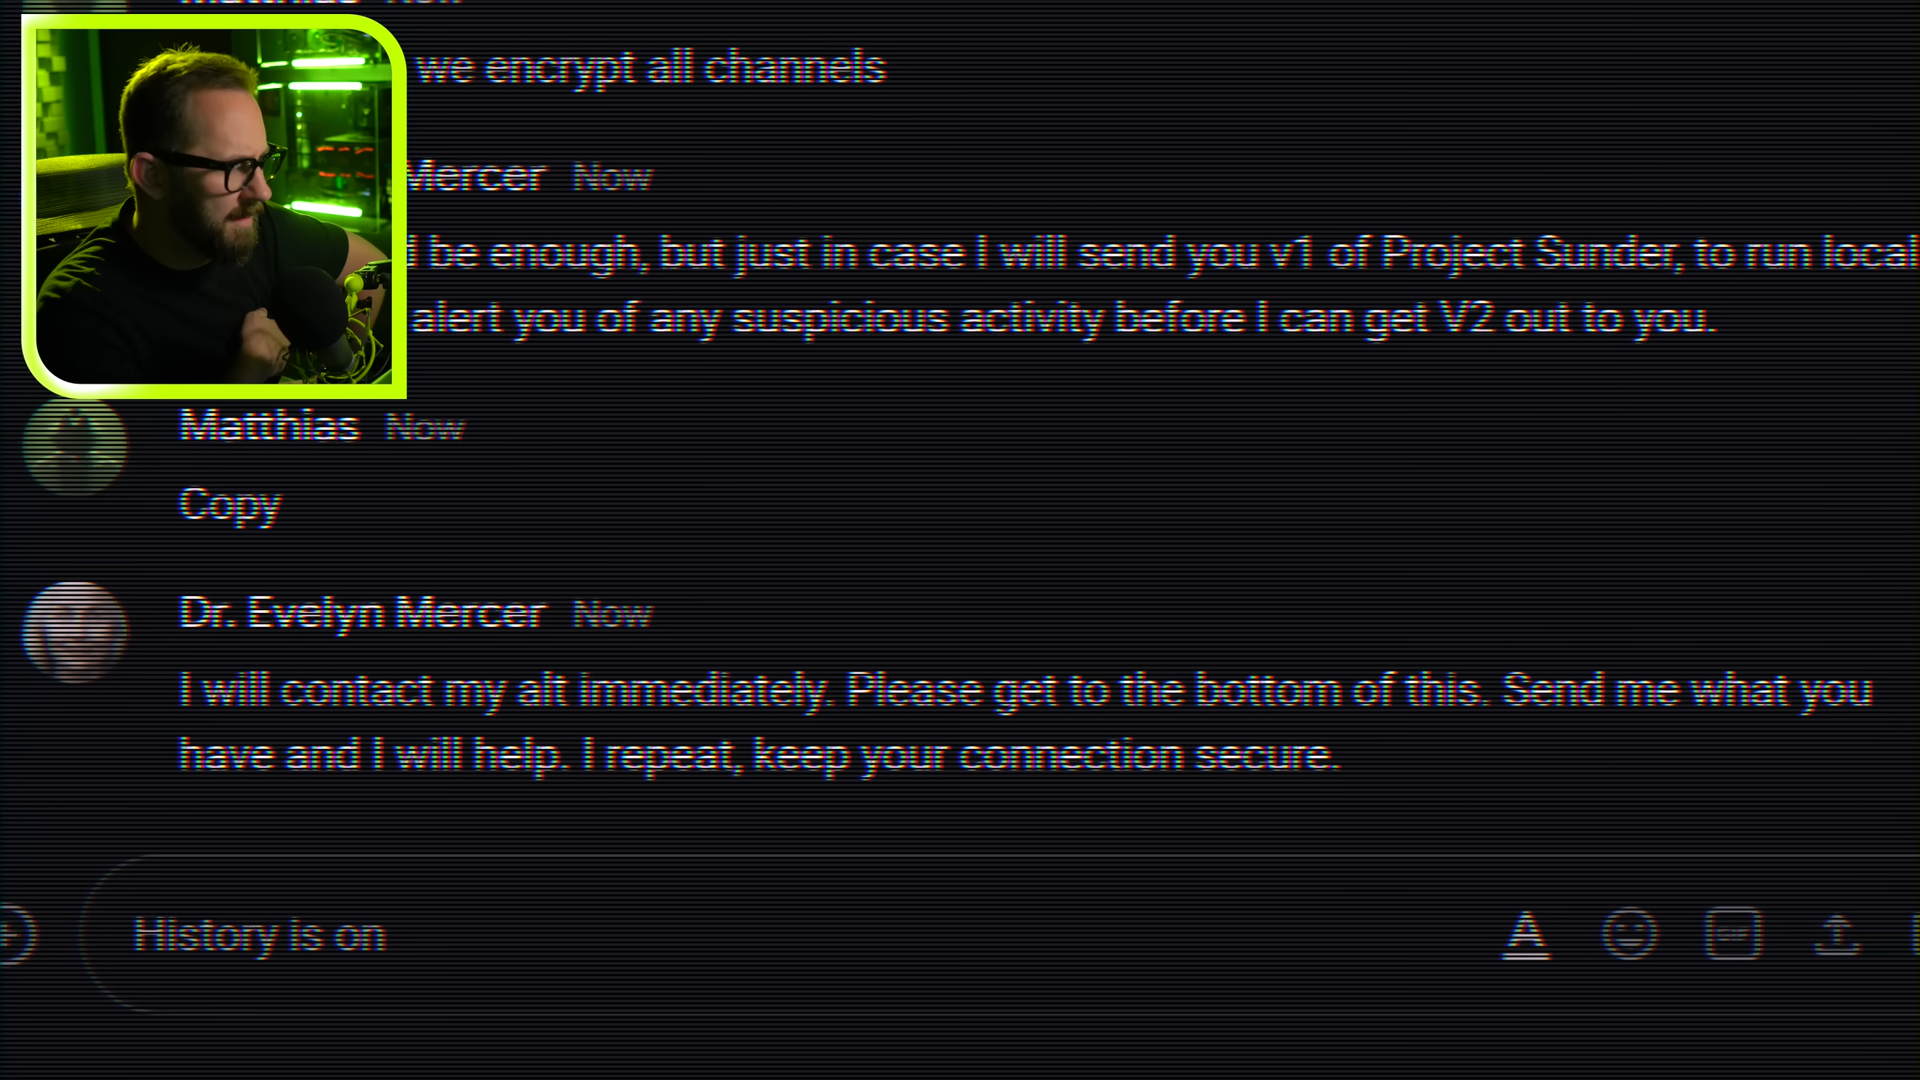 Matthias Now
we encrypt all channels
Mercer Now
d be enough, but just in case I will send you v1 of Project Sunder, to run local
alert you of any suspicious activity before I can get V2 out to you.
Matthias Now
Copy
Dr. Evelyn Mercer Now
I will contact my alt immediately. Please get to the bottom of this. Send me what you
have and I will help. I repeat, keep your connection secure.
History is on
A
GIF